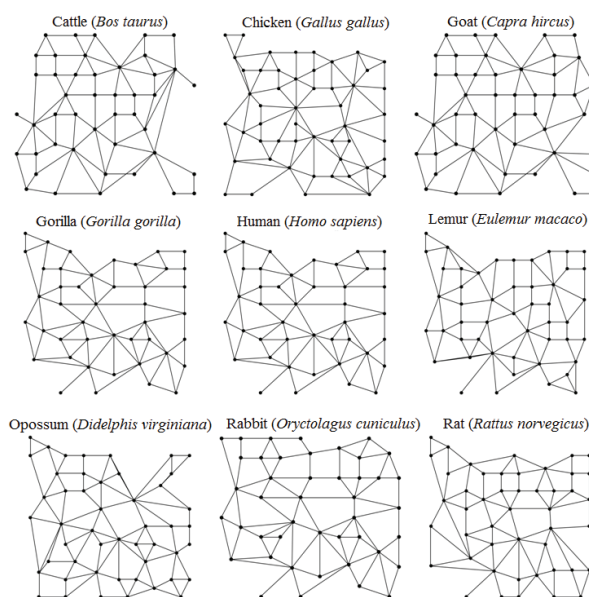 Cattle (Bos taurus)
Chicken (Gallus gallus)
Goat (Capra hircus)
Gorilla (Gorilla gorilla)
Human (Homo sapiens)
Lemur (Eulemur macaco)
Opossum (Didelphis virginiana)
Rabbit (Oryctolagus cuniculus)
Rat (Rattus norvegicus)